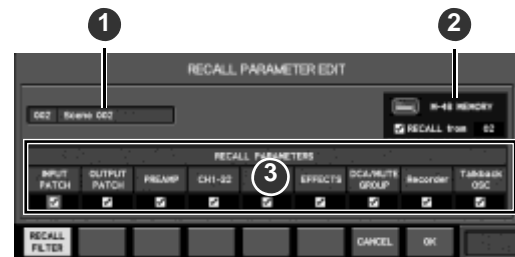 1
2
RECALL PARAMETER EDIT
002 Scene 002
M-48 MEMORY
RECALL from 02
RECALL PARAMETERS
3
INPUT PATCH
OUTPUT PATCH
PREAMP
CH1-32
EFFECTS
DCA/MUTE GROUP
Recorder
Talkback OSC
RECALL FILTER
CANCEL
OK